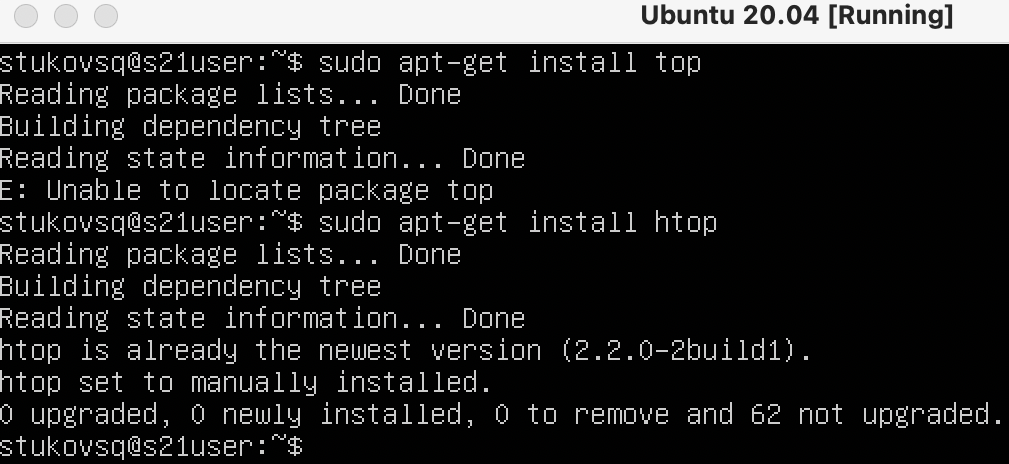 Ubuntu 20.04 [Running]
stukovsq@s21user:~$ sudo apt-get install top
Reading package lists... Done
Building dependency tree
Reading state information... Done
E: Unable to locate package top
stukovsq@s21user:~$ sudo apt-get install htop
Reading package lists... Done
Building dependency tree
Reading state information... Done
htop is already the newest version (2.2.0-2build1).
htop set to manually installed.
0 upgraded, 0 newly installed, 0 to remove and 62 not upgraded.
stukovsq@s21user:~$